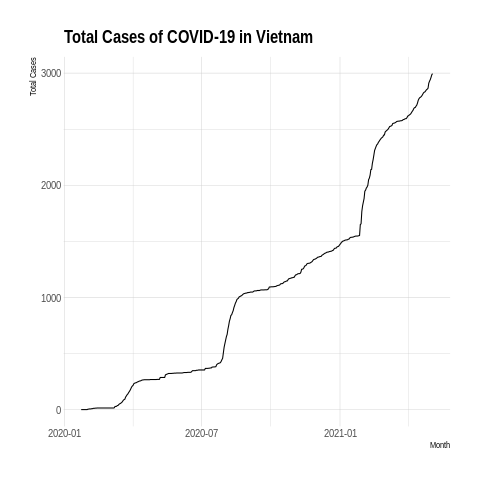 Total Cases of COVID-19 in Vietnam
Total Cases
3000
2000
1000
0
2020-01
2020-07
2021-01
Month